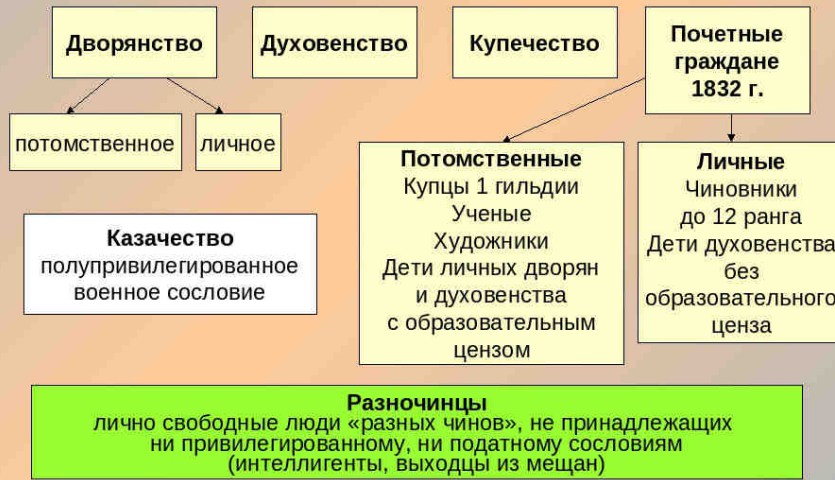 Дворянство
Духовенство
Купечество
Почетные
граждане
1832 г.
потомственное
личное
Потомственные
Купцы 1 гильдии
Ученые
Художники
Дети личных дворян
и духовенства
с образовательным
цензом
Личные
Чиновники
до 12 ранга
Дети духовенства
без
образовательного
ценза
Казачество
полупривилегированное
военное сословие
Разночинцы
лично свободные люди «разных чинов», не принадлежащих
ни привилегированному, ни податному сословиям
(интеллигенты, выходцы из мещан)